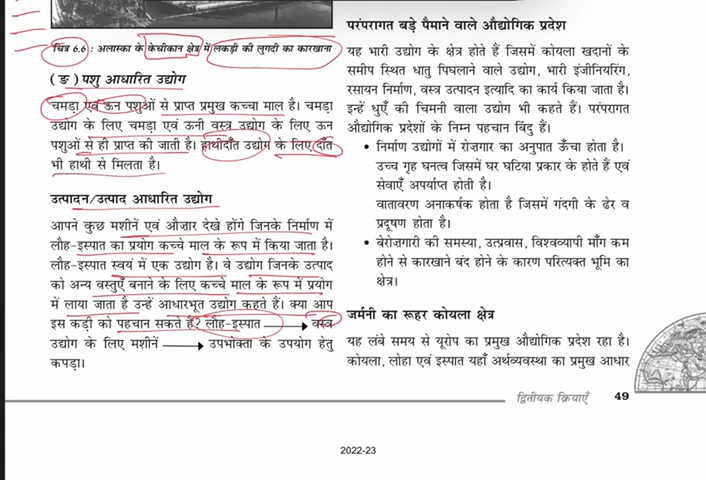 चित्र 6.6 : अलास्का के केचीकान क्षेत्र में लकड़ी की लुगदी का कारखाना
(ङ) पशु आधारित उद्योग
चमड़ा एवं ऊन पशुओं से प्राप्त प्रमुख कच्चा माल है। चमड़ा
उद्योग के लिए चमड़ा एवं ऊनी वस्त्र उद्योग के लिए ऊन
पशुओं से ही प्राप्त की जाती है। हाथीदाँत उद्योग के लिए दाँत
भी हाथी से मिलता है।
उत्पादन/उत्पाद आधारित उद्योग
आपने कुछ मशीनें एवं औज़ार देखे होंगे जिनके निर्माण में
लौह-इस्पात का प्रयोग कच्चे माल के रूप में किया जाता है।
लौह-इस्पात स्वयं में एक उद्योग है। वे उद्योग जिनके उत्पाद
को अन्य वस्तुएँ बनाने के लिए कच्चे माल के रूप में प्रयोग
में लाया जाता है उन्हें आधारभूत उद्योग कहते हैं। क्या आप
इस कड़ी को पहचान सकते हैं? लौह-इस्पात ⟶ वस्त्र
उद्योग के लिए मशीनें ⟶ उपभोक्ता के उपयोग हेतु
कपड़ा।
परंपरागत बड़े पैमाने वाले औद्योगिक प्रदेश
यह भारी उद्योग के क्षेत्र होते हैं जिसमें कोयला खदानों के
समीप स्थित धातु पिघलाने वाले उद्योग, भारी इंजीनियरिंग,
रसायन निर्माण, वस्त्र उत्पादन इत्यादि का कार्य किया जाता है।
इन्हें धुएँ की चिमनी वाला उद्योग भी कहते हैं। परंपरागत
औद्योगिक प्रदेशों के निम्न पहचान बिंदु हैं।
• निर्माण उद्योगों में रोजगार का अनुपात ऊँचा होता है।
उच्च गृह घनत्व जिसमें घर घटिया प्रकार के होते हैं एवं
सेवाएँ अपर्याप्त होती है।
वातावरण अनाकर्षक होता है जिसमें गंदगी के ढेर व
प्रदूषण होता है।
• बेरोजगारी की समस्या, उत्प्रवास, विश्वव्यापी माँग कम
होने से कारखाने बंद होने के कारण परित्यक्त भूमि का
क्षेत्र।
जर्मनी का रूहर कोयला क्षेत्र
यह लंबे समय से यूरोप का प्रमुख औद्योगिक प्रदेश रहा है।
कोयला, लोहा एवं इस्पात यहाँ अर्थव्यवस्था का प्रमुख आधार
द्वितीयक क्रियाएँ 49
2022-23